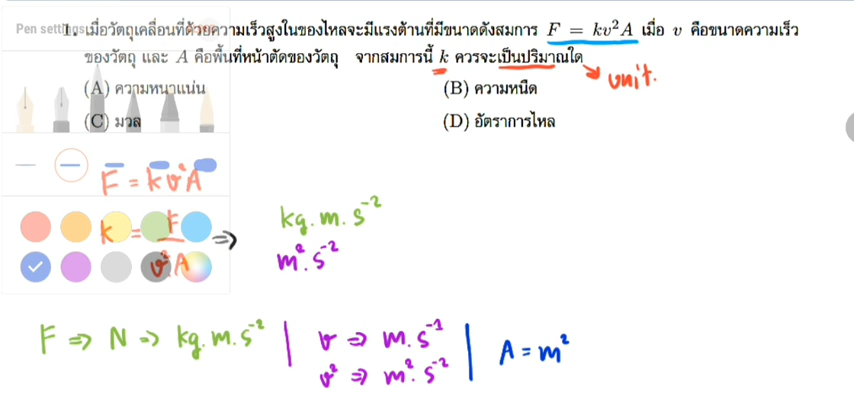 Pen settings
1. เมื่อวัตถุเคลื่อนที่ด้วยความเร็วสูงในของไหลจะมีแรงต้านที่มีขนาดดังสมการ F = kv²A เมื่อ v คือขนาดความเร็ว
ของวัตถุ และ A คือพื้นที่หน้าตัดของวัตถุ จากสมการนี้ k ควรจะเป็นปริมาณใด
unit.
(A) ความหนาแน่น (B) ความหนืด
(C) มวล (D) อัตราการไหล
F = kv²A
k = F / v²A ⇒ kg.m.s⁻²
m².s⁻²
F ⇒ N ⇒ kg.m.s⁻² | v ⇒ m.s⁻¹ | A = m²
v² ⇒ m².s⁻²